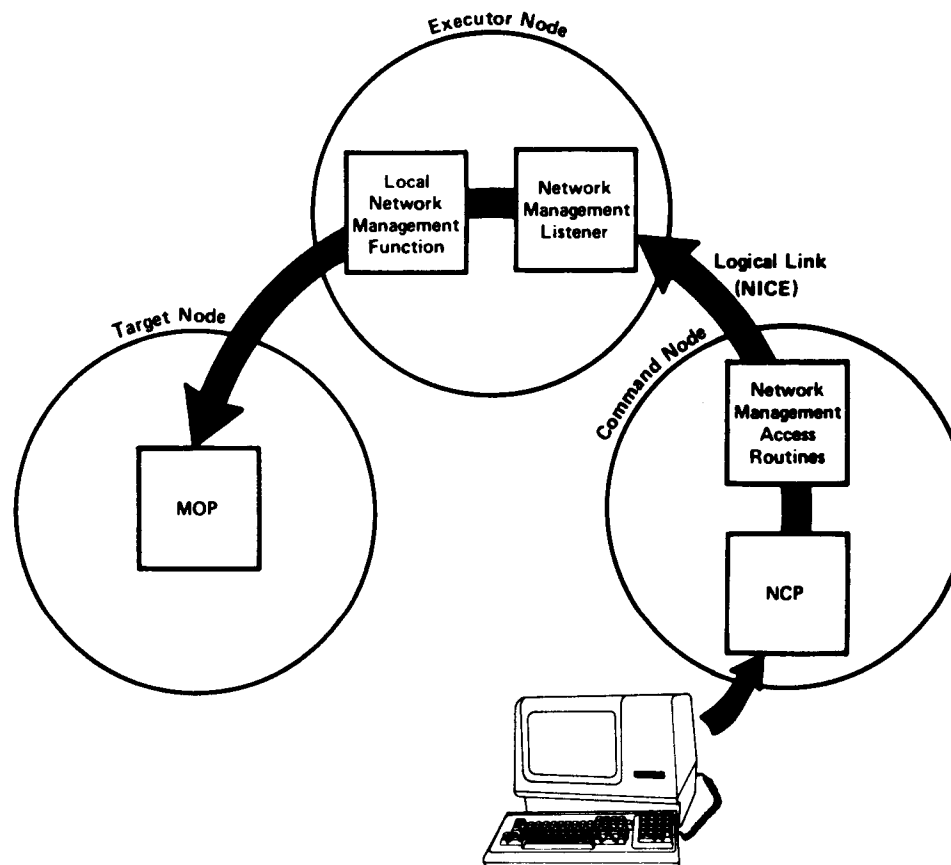 Executor Node
Local
Network
Management
Function
Network
Management
Listener
Logical Link
(NICE)
Target Node
Command Node
Network
Management
Access
Routines
MOP
NCP